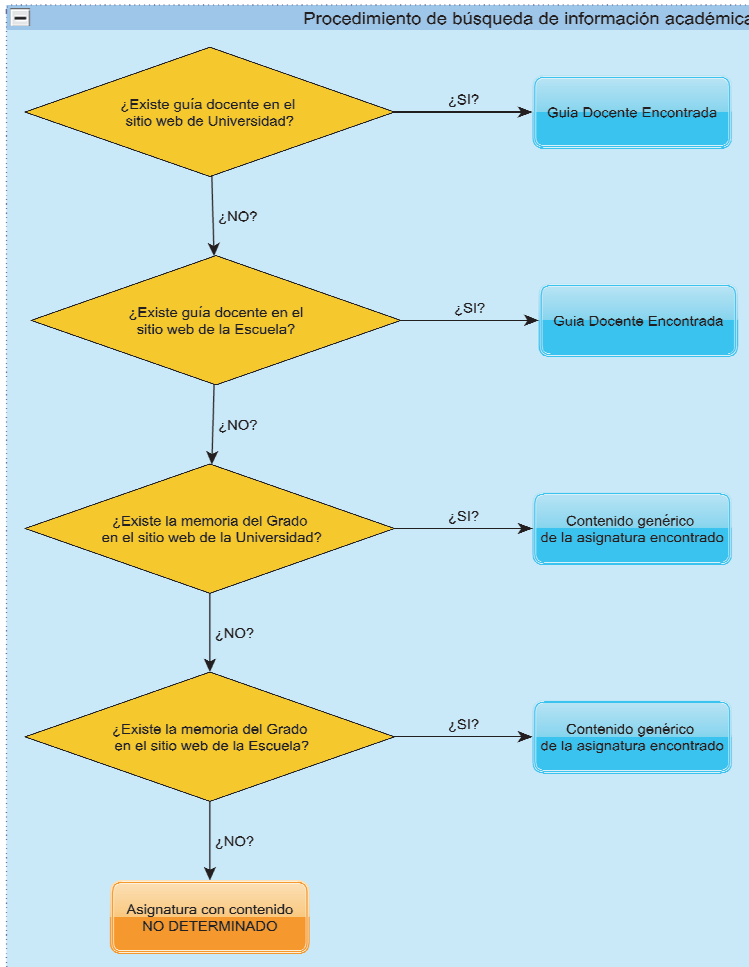 Procedimiento de búsqueda de información académica
¿Existe guía docente en el
sitio web de Universidad?
¿SI?
Guia Docente Encontrada
¿NO?
¿Existe guía docente en el
sitio web de la Escuela?
¿SI?
Guia Docente Encontrada
¿NO?
¿Existe la memoria del Grado
en el sitio web de la Universidad?
¿SI?
Contenido genérico
de la asignatura encontrado
¿NO?
¿Existe la memoria del Grado
en el sitio web de la Escuela?
¿SI?
Contenido genérico
de la asignatura encontrado
¿NO?
Asignatura con contenido
NO DETERMINADO